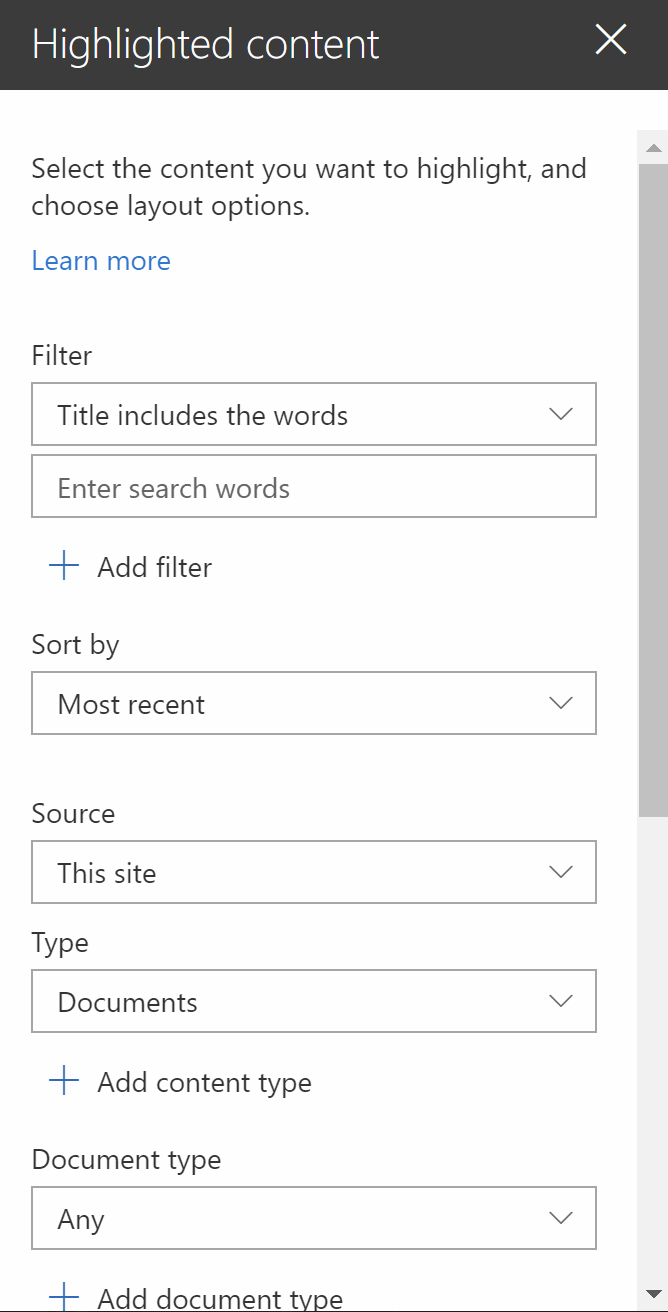 Highlighted content
Select the content you want to highlight, and
choose layout options.
Learn more
Filter
Title includes the words
Enter search words
Add filter
Sort by
Most recent
Source
This site
Type
Documents
Add content type
Document type
Any
Add document type